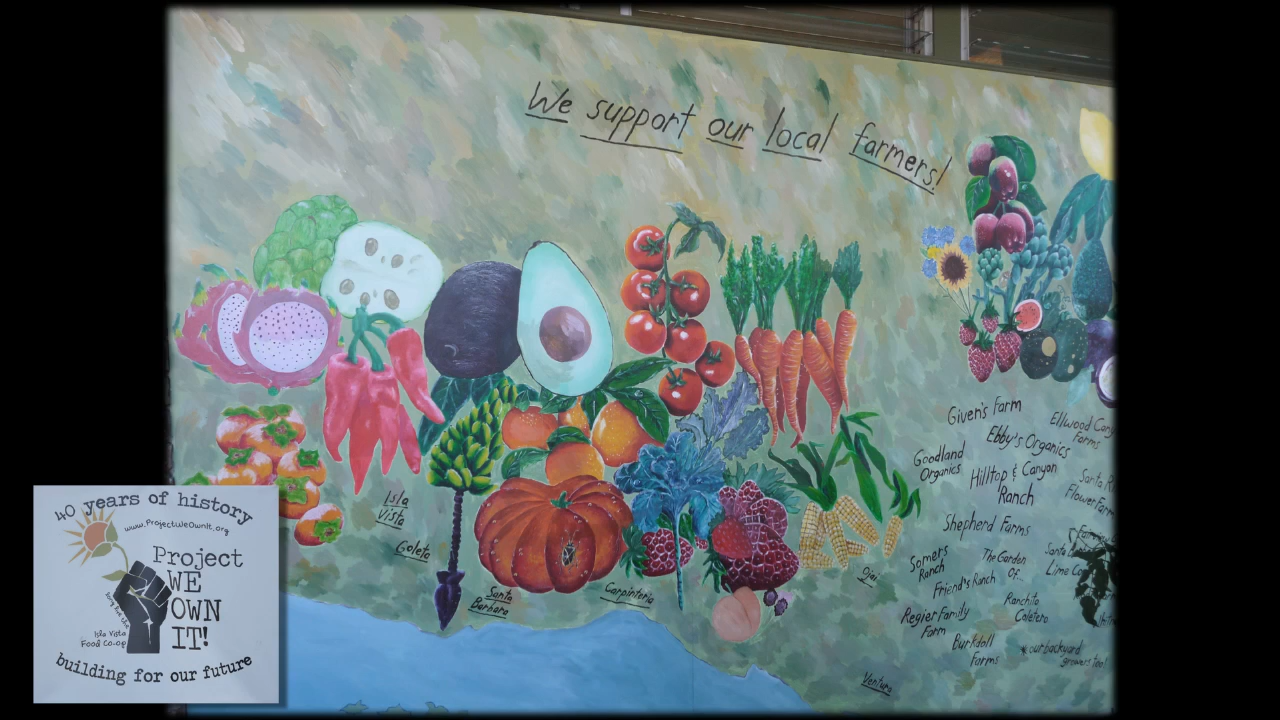 We support our local farmers!
Isla
Vista
Goleta
Santa
Barbara
Carpinteria
Ojai
Ventura
Given's Farm
Ellwood
Farms
Ebby's Organics
Goodland
Organics
Hilltop & Canyon
Ranch
Santa
Flower Farm
Shepherd Farms
Somers
Ranch
The Garden
Of
Santa
Lime
Friend's Ranch
Regier Family
Farm
Ranchito
Burkdoll
Farms
*our backyard
growers too!
40 years of history
www.ProjectWeOwnIt.org
Project
WE
OWN
IT!
Isla Vista
Food Co-op
building for our future